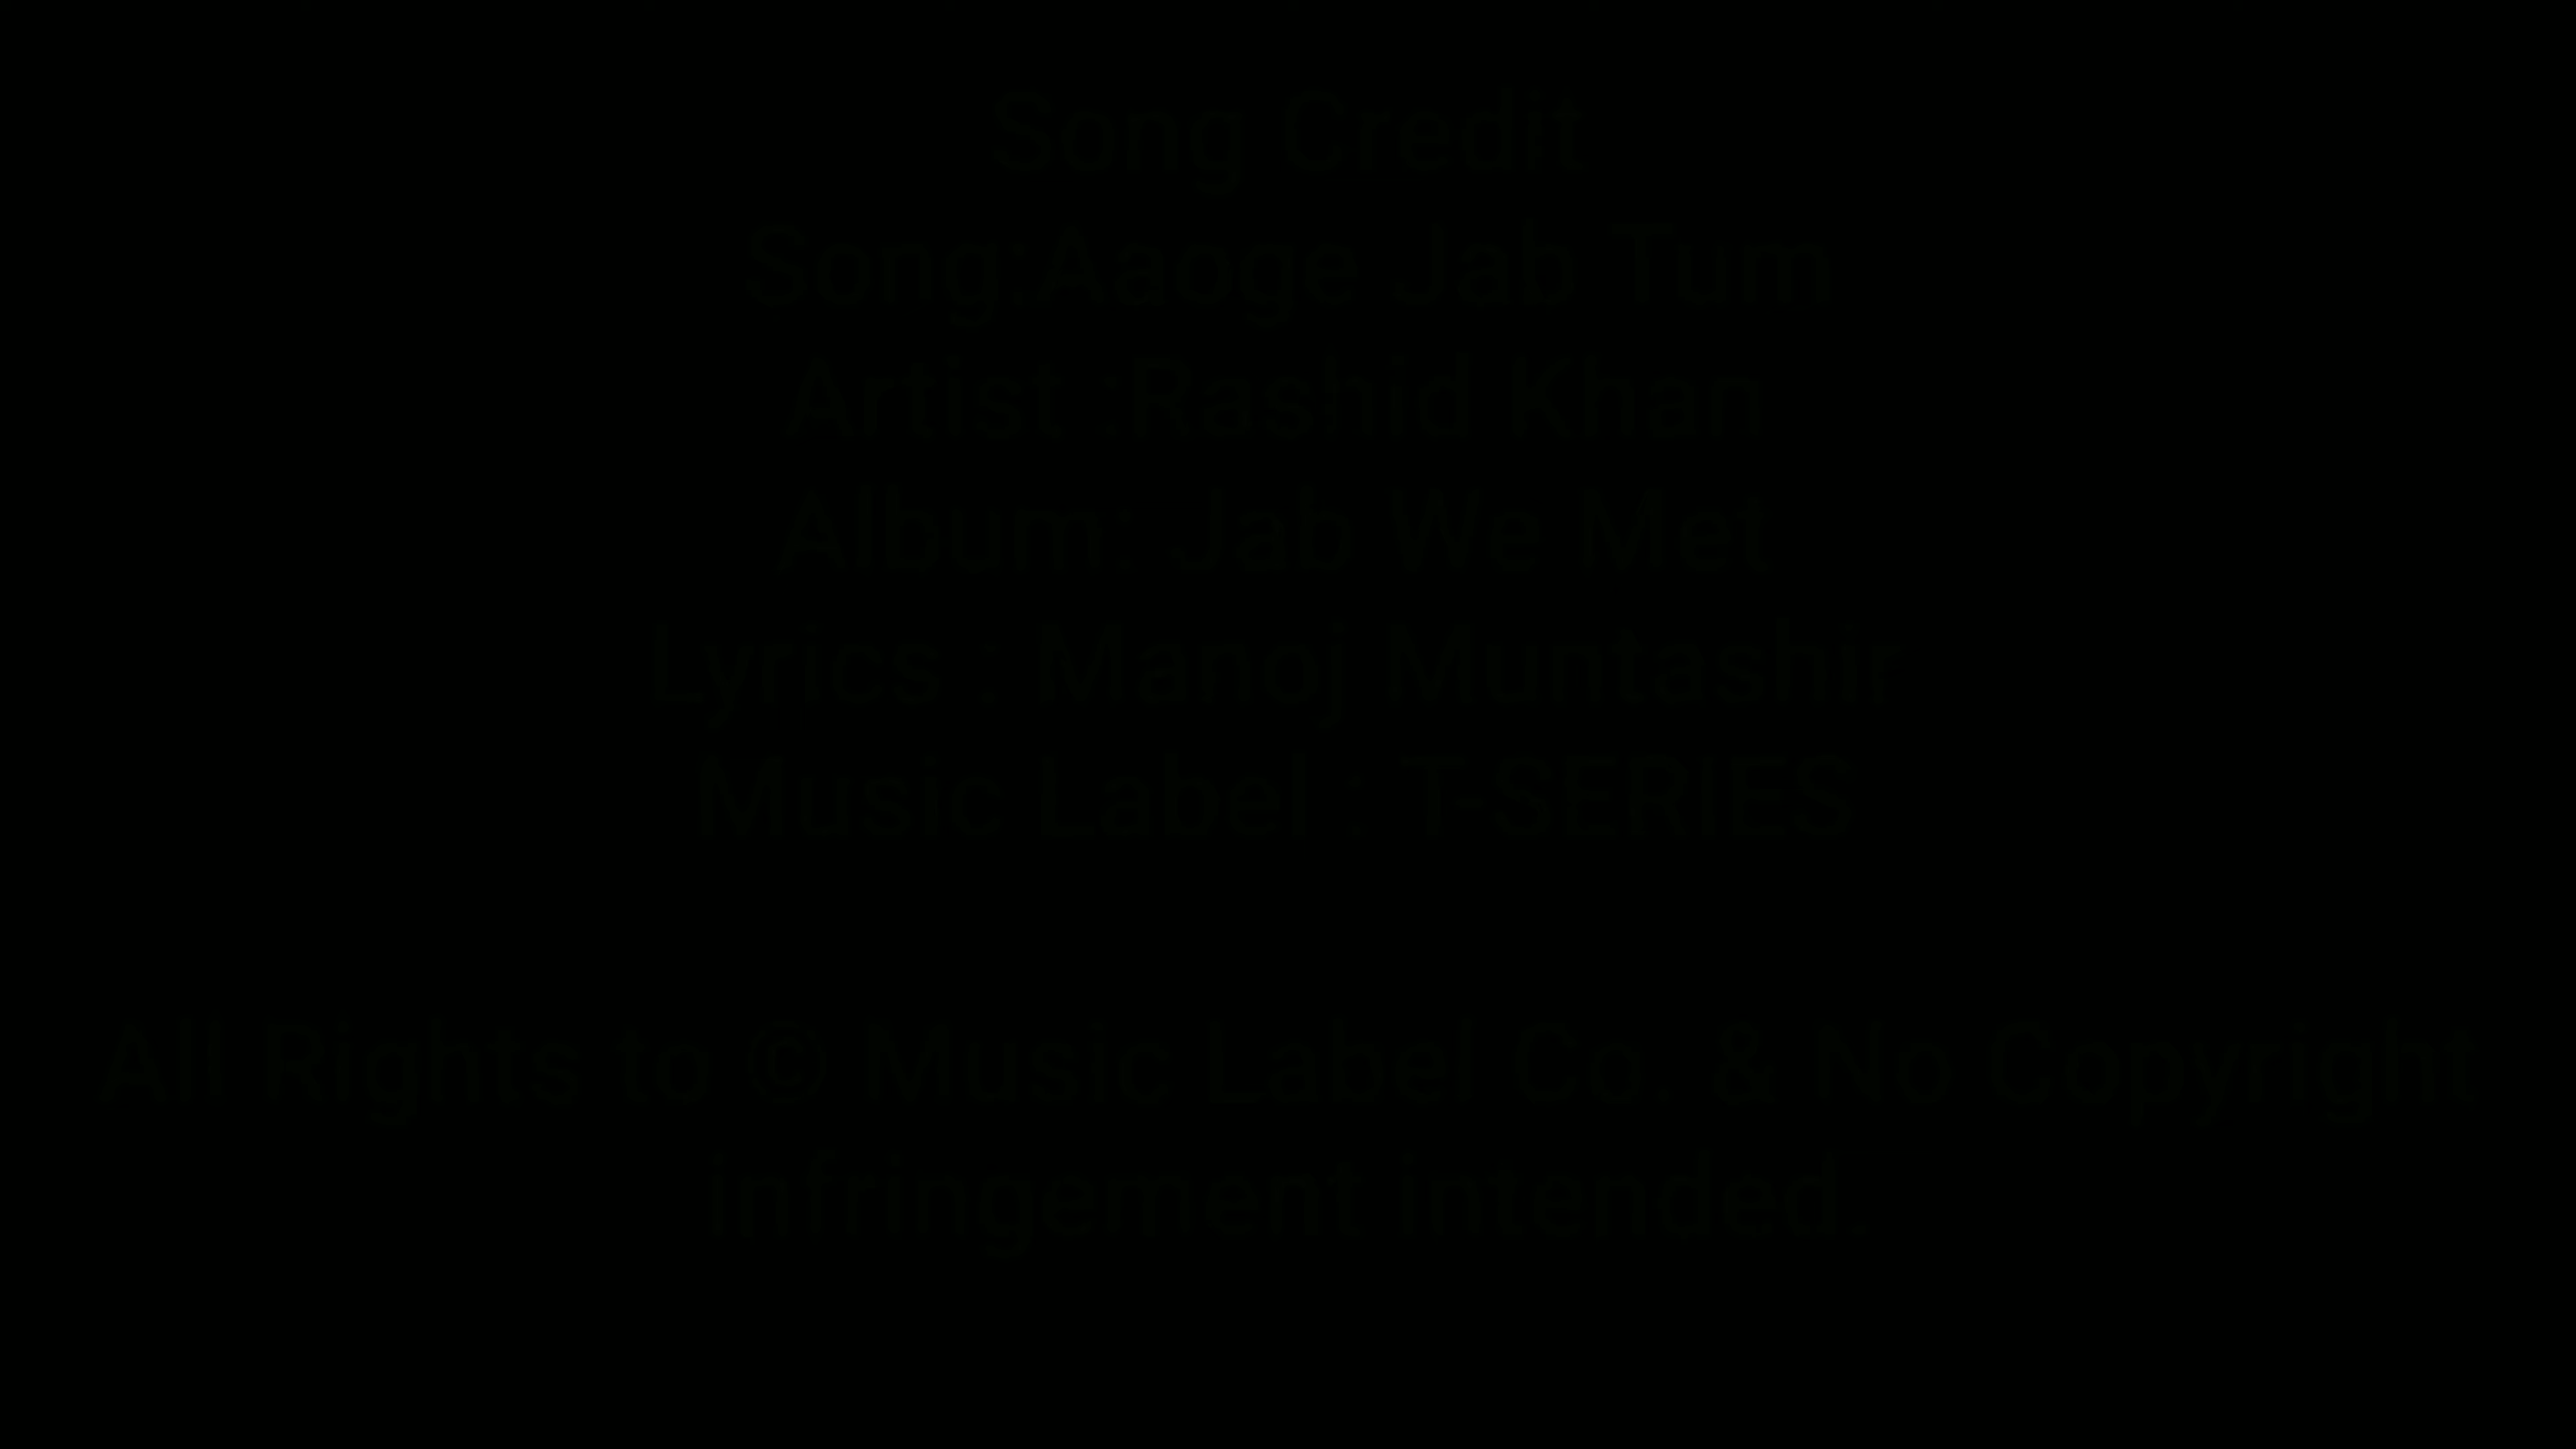 Song Credit
Song:Aaoge Jab Tum
Artist :Rashid Khan
Album: Jab We Met
Lyrics : Manoj Muntashir
Music Label : T-SERIES
All Rights to © Music Label Co. & No Copyright
infringement intended.